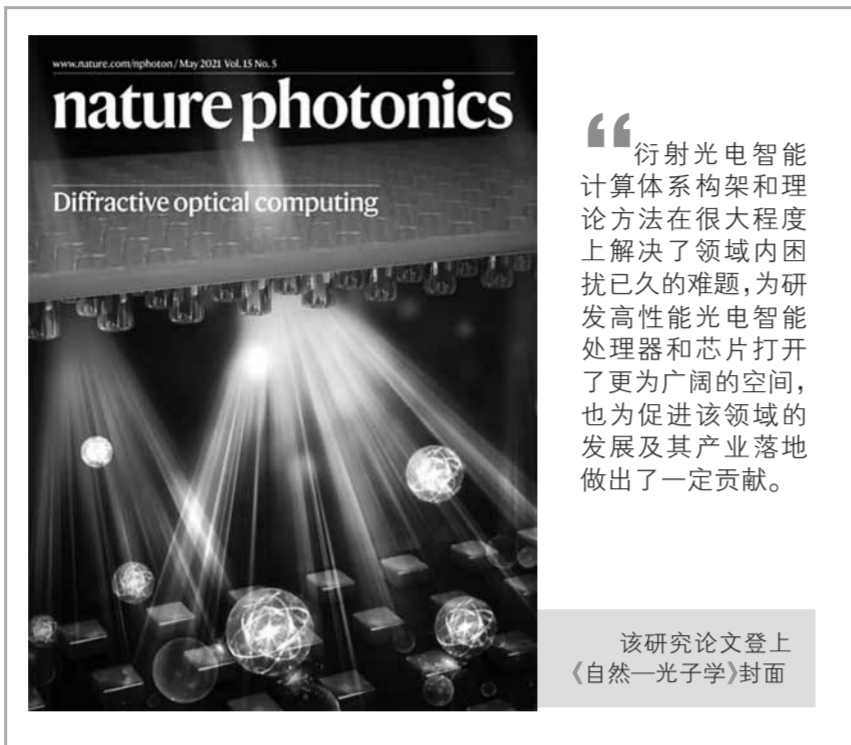 www.nature.com/nphoton / May 2021 Vol. 15 No. 5
nature photonics
Diffractive optical computing
“衍射光电智能
计算体系构架和理
论方法在很大程度
上解决了领域内困
扰已久的难题，为研
发高性能光电智能
处理器和芯片打开
了更为广阔的空间，
也为促进该领域的
发展及其产业落地
做出了一定贡献。
该研究论文登上
《自然—光子学》封面